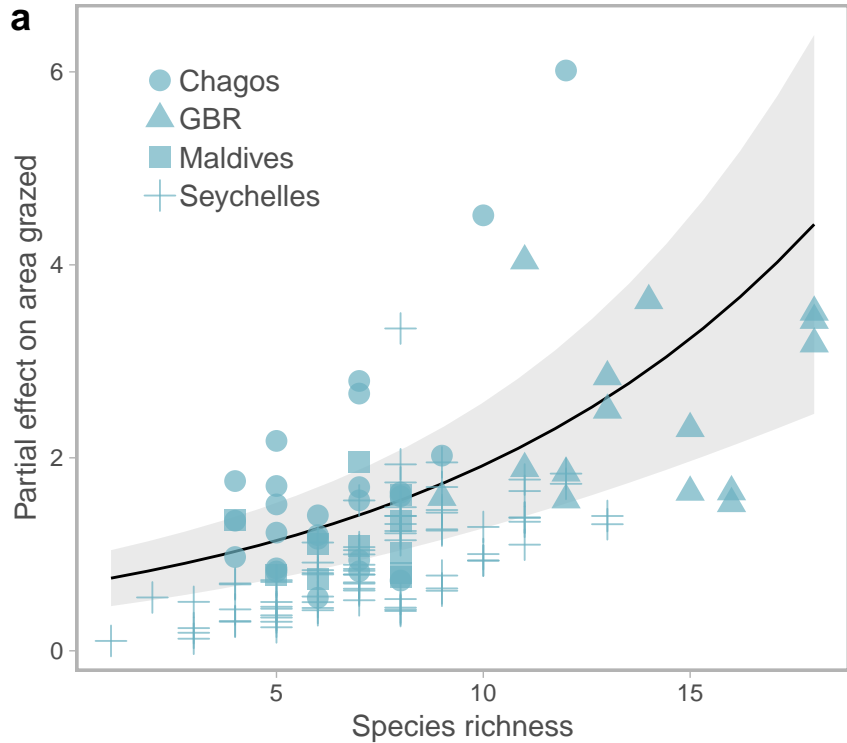 a
Partial effect on area grazed
6
4
2
0
Chagos
GBR
Maldives
Seychelles
5
10
15
Species richness